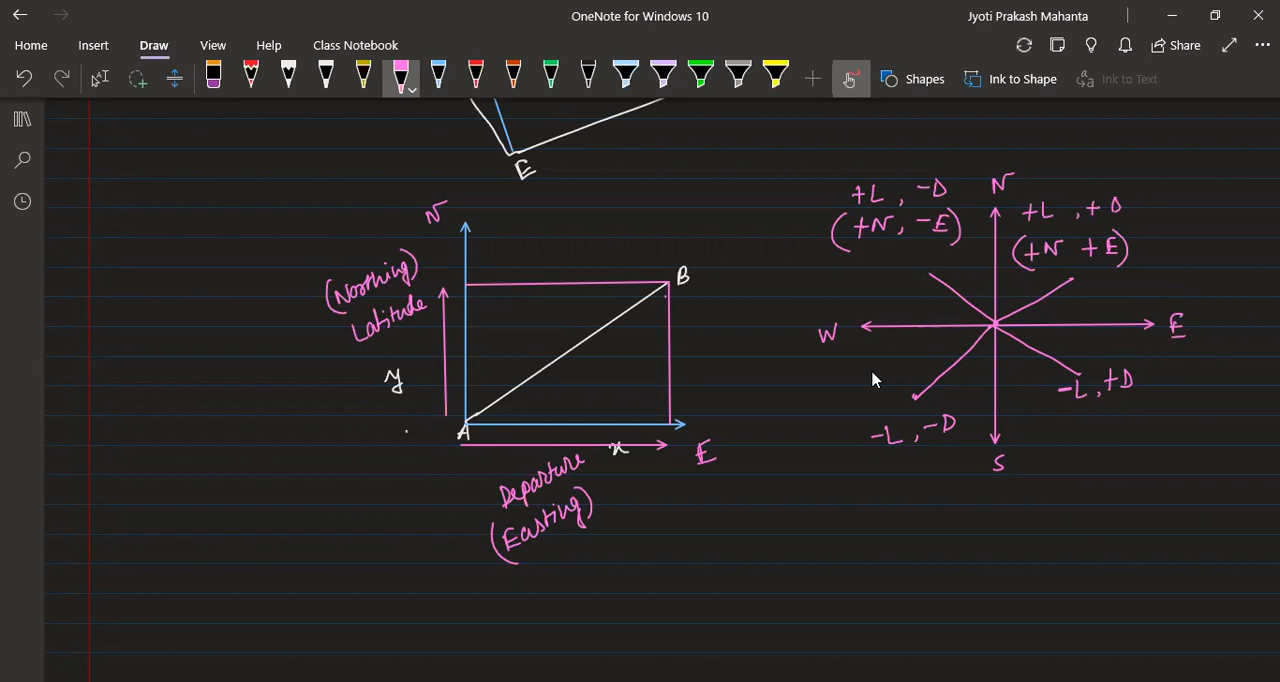 OneNote for Windows 10
Jyoti Prakash Mahanta
Home Insert Draw View Help Class Notebook
Share
Shapes
Ink to Shape
Ink to Text
E
N
(Northing)
Latitude
y
A
B
x
E
Departure
(Easting)
+L , -D
(+N, -E)
N
+L , +D
(+N +E)
W
E
-L , -D
-L, +D
S